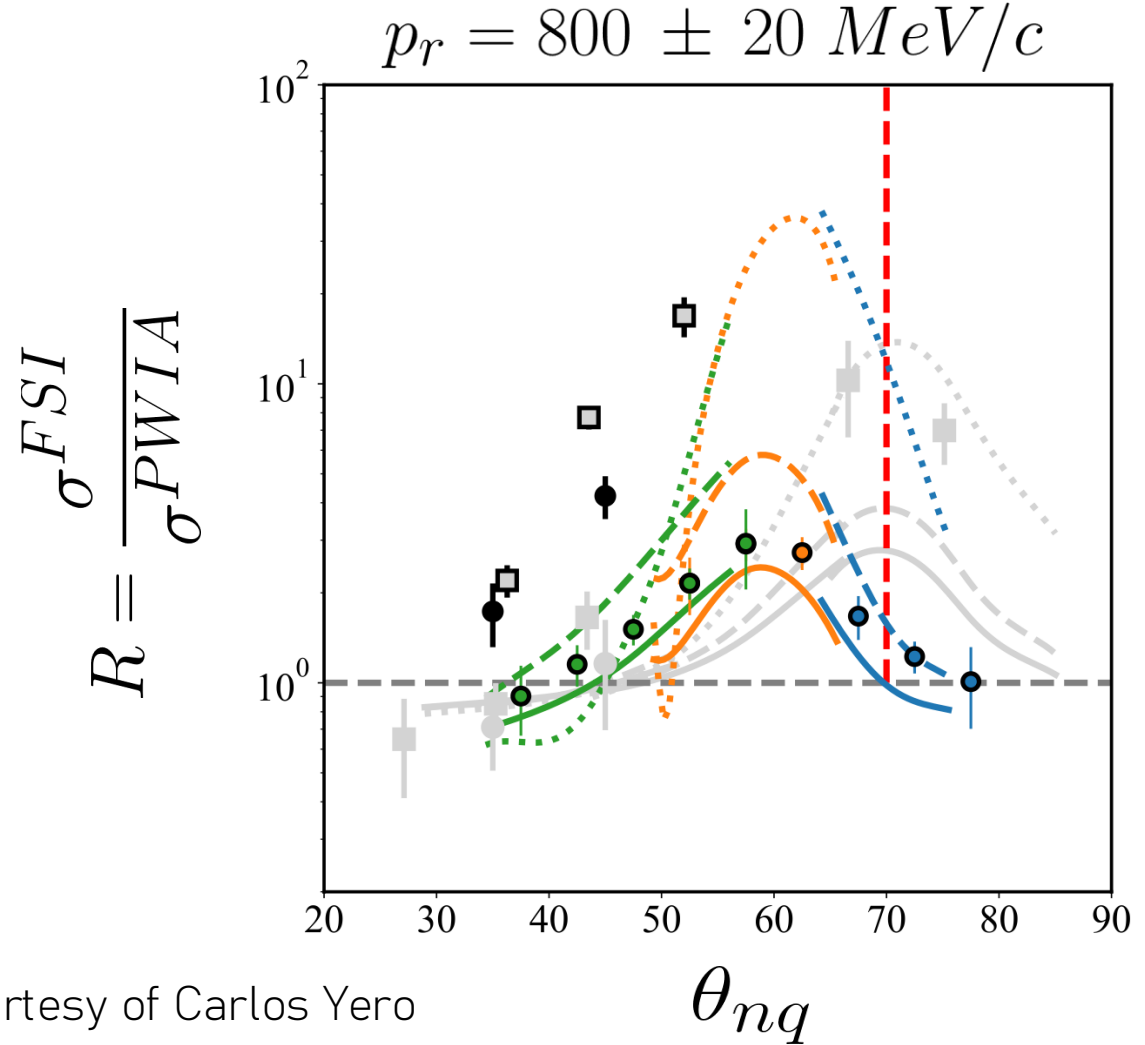 p_r = 800 ± 20 MeV/c
R = σ^FSI / σ^PWIA
10^2
10^1
10^0
20 30 40 50 60 70 80 90
θ_nq
rtesy of Carlos Yero